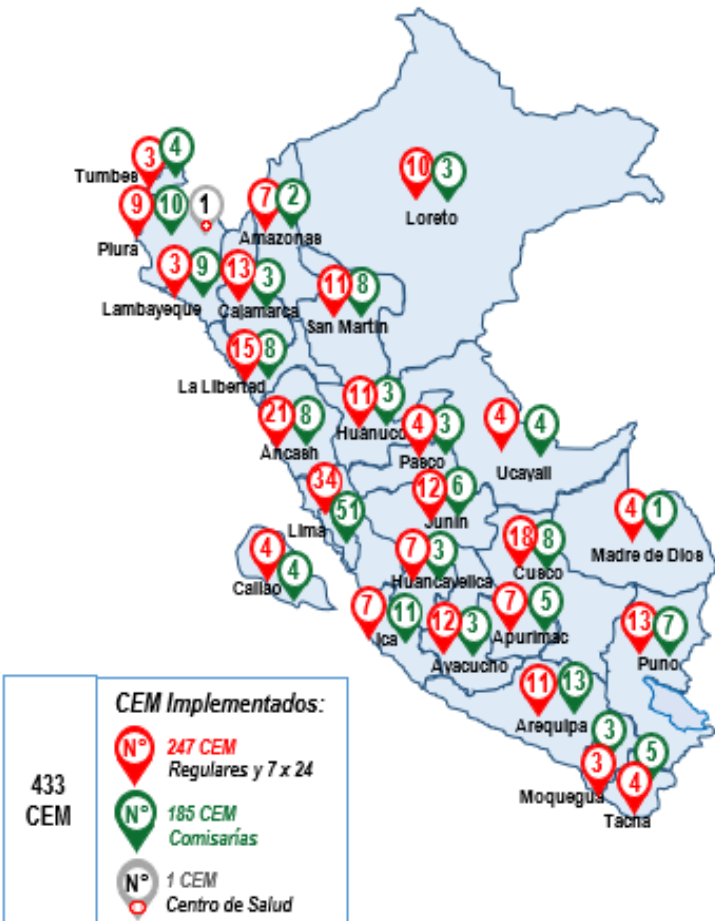 3 4
Tumbes
9 10 1
Piura
7 2
Amazonas
10 3
Loreto
3 9
Lambayeque
13 3
Cajamarca
11 8
San Martín
15 8
La Libertad
21 8
Ancash
11 3
Huánuco
4 3
Pasco
4 4
Ucayali
34 51
Lima
12 6
Junín
4 1
Madre de Dios
4 4
Callao
7 3
Huancavelica
18 8
Cusco
7 11
Ica
12 3
Ayacucho
7 5
Apurímac
13 7
Puno
11 13
Arequipa
3 3
Moquegua
4 5
Tacna
433
CEM
CEM Implementados:
N° 247 CEM
Regulares y 7 x 24
N° 185 CEM
Comisarías
N° 1 CEM
Centro de Salud